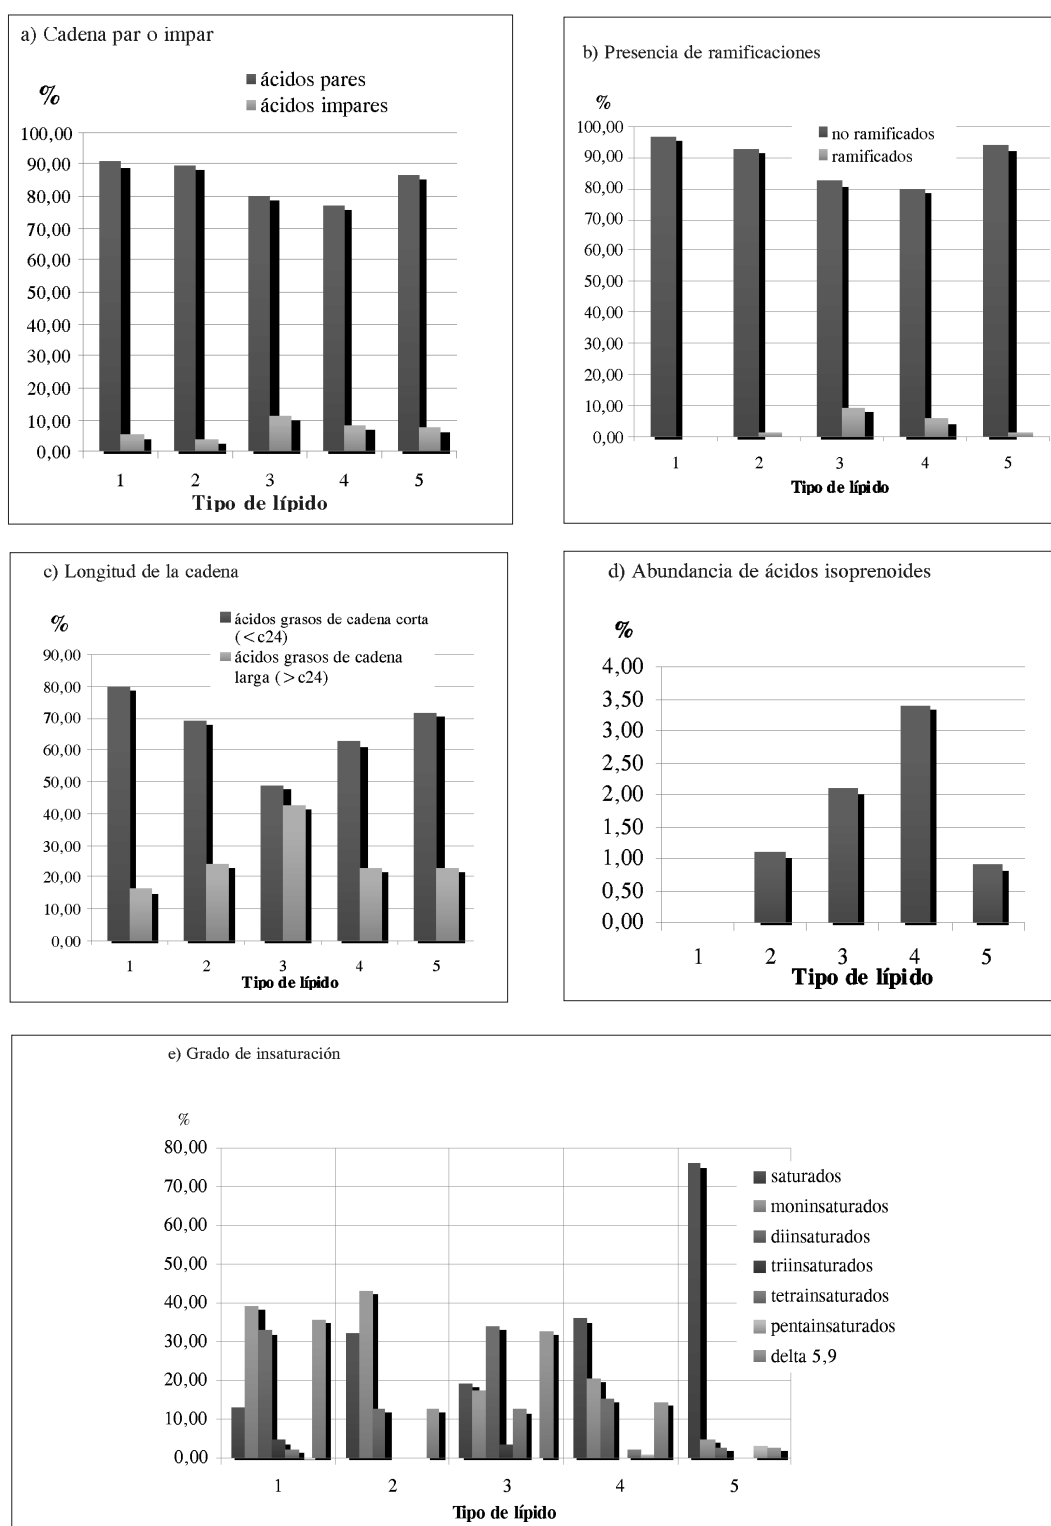 a) Cadena par o impar
ácidos pares
ácidos impares
%
100,00
90,00
80,00
70,00
60,00
50,00
40,00
30,00
20,00
10,00
0,00
1 2 3 4 5
Tipo de lípido
b) Presencia de ramificaciones
%
no ramificados
ramificados
100,00
90,00
80,00
70,00
60,00
50,00
40,00
30,00
20,00
10,00
0,00
1 2 3 4 5
Tipo de lípido
c) Longitud de la cadena
%
ácidos grasos de cadena corta
(<c24)
ácidos grasos de cadena
larga (>c24)
90,00
80,00
70,00
60,00
50,00
40,00
30,00
20,00
10,00
0,00
1 2 3 4 5
Tipo de lípido
d) Abundancia de ácidos isoprenoides
%
4,00
3,50
3,00
2,50
2,00
1,50
1,00
0,50
0,00
1 2 3 4 5
Tipo de lípido
e) Grado de insaturación
%
80,00
70,00
60,00
50,00
40,00
30,00
20,00
10,00
0,00
saturados
moninsaturados
diinsaturados
triinsaturados
tetrainsaturados
pentainsaturados
delta 5,9
1 2 3 4 5
Tipo de lípido